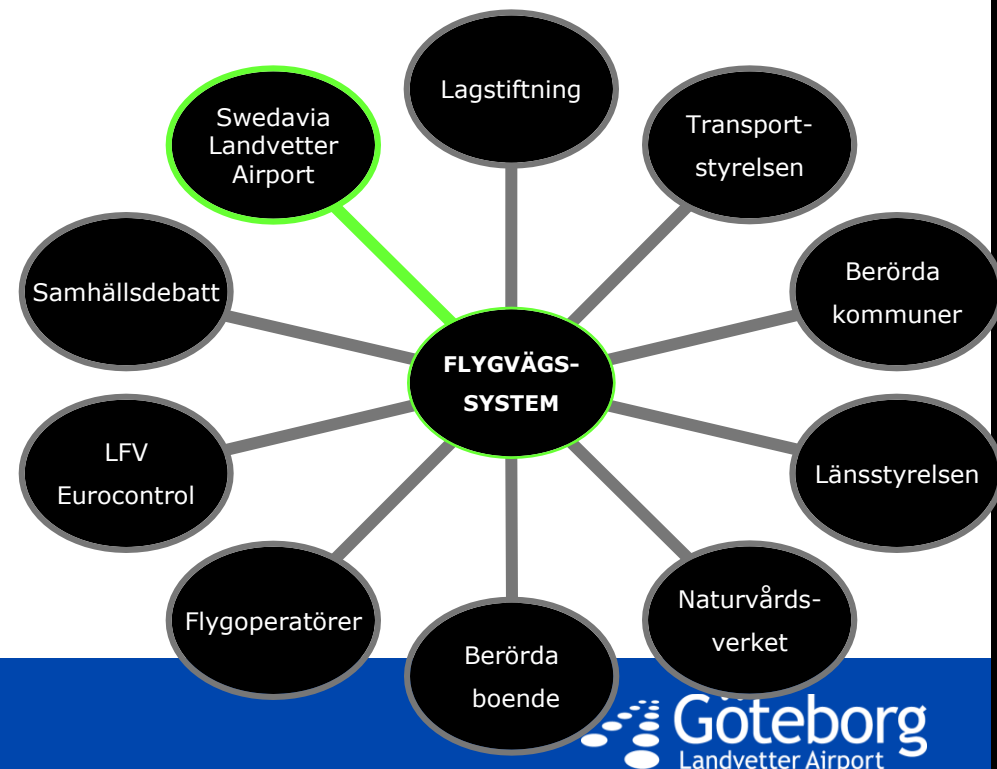 Lagstiftning
Transport-
styrelsen
Berörda
kommuner
Länsstyrelsen
Naturvårds-
verket
Berörda
boende
Flygoperatörer
LFV
Eurocontrol
Samhällsdebatt
Swedavia
Landvetter
Airport
FLYGVÄGS-
SYSTEM
Göteborg
Landvetter Airport